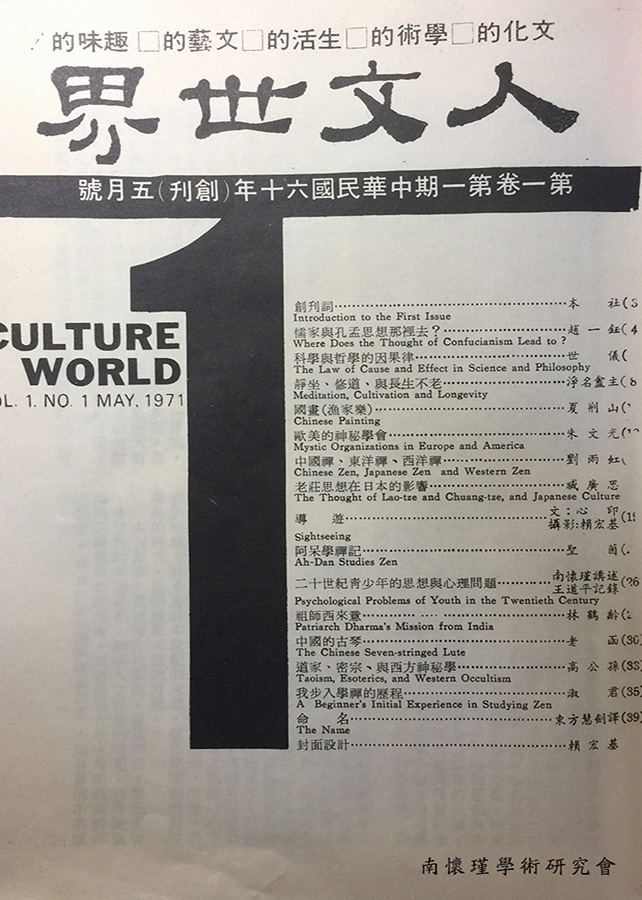 文化的□學術的□生活的□文藝的□趣味的
人文世界
第一卷第一期中華民國六十年(創刊)五月號
1
CULTURE
WORLD
VOL. 1. NO. 1 MAY, 1971
創刊詞…………本 社(3
Introduction to the First Issue
儒家與孔孟思想那裡去?…………趙一鈺(4
Where Does the Thought of Confucianism Lead to ?
科學與哲學的因果律…………世 儀(
The Law of Cause and Effect in Science and Philosophy
靜坐、修道、與長生不老…………淨名盦主(8
Meditation, Cultivation and Longevity
國畫(漁家樂)…………夏荊山(
Chinese Painting
歐美的神秘學會…………朱文光(
Mystic Organizations in Europe and America
中國禪、東洋禪、西洋禪…………劉雨虹(
Chinese Zen, Japanese Zen and Western Zen
老莊思想在日本的影響…………臧廣恩
The Thought of Lao-tze and Chuang-tze, and Japanese Culture
導 遊…………文:心 印
攝影:賴宏基
Sightseeing
阿呆學禪記…………聖 茵(
Ah-Dan Studies Zen
二十世紀青少年的思想與心理問題…………南懷瑾講述
王道平記錄(26
Psychological Problems of Youth in the Twentieth Century
祖師西來意…………林鶴齡(
Patriarch Dharma's Mission from India
中國的古琴…………老 函(30
The Chinese Seven-stringed Lute
道家、密宗、與西方神秘學…………高公孫(33
Taoism, Esoterics, and Western Occultism
我步入學禪的歷程…………淑 君(35
A Beginner's Initial Experience in Studying Zen
命 名…………東方慧劍譯(39
The Name
封面設計…………賴宏基
南懷瑾學術研究會